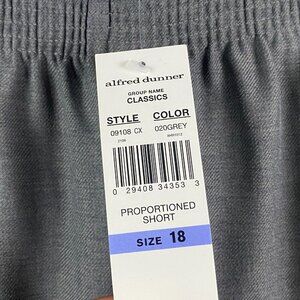 alfred dunner
GROUP NAME
CLASSICS
STYLE COLOR
09108 CX 020GREY
0 29408 34353 3
PROPORTIONED
SHORT
SIZE 18